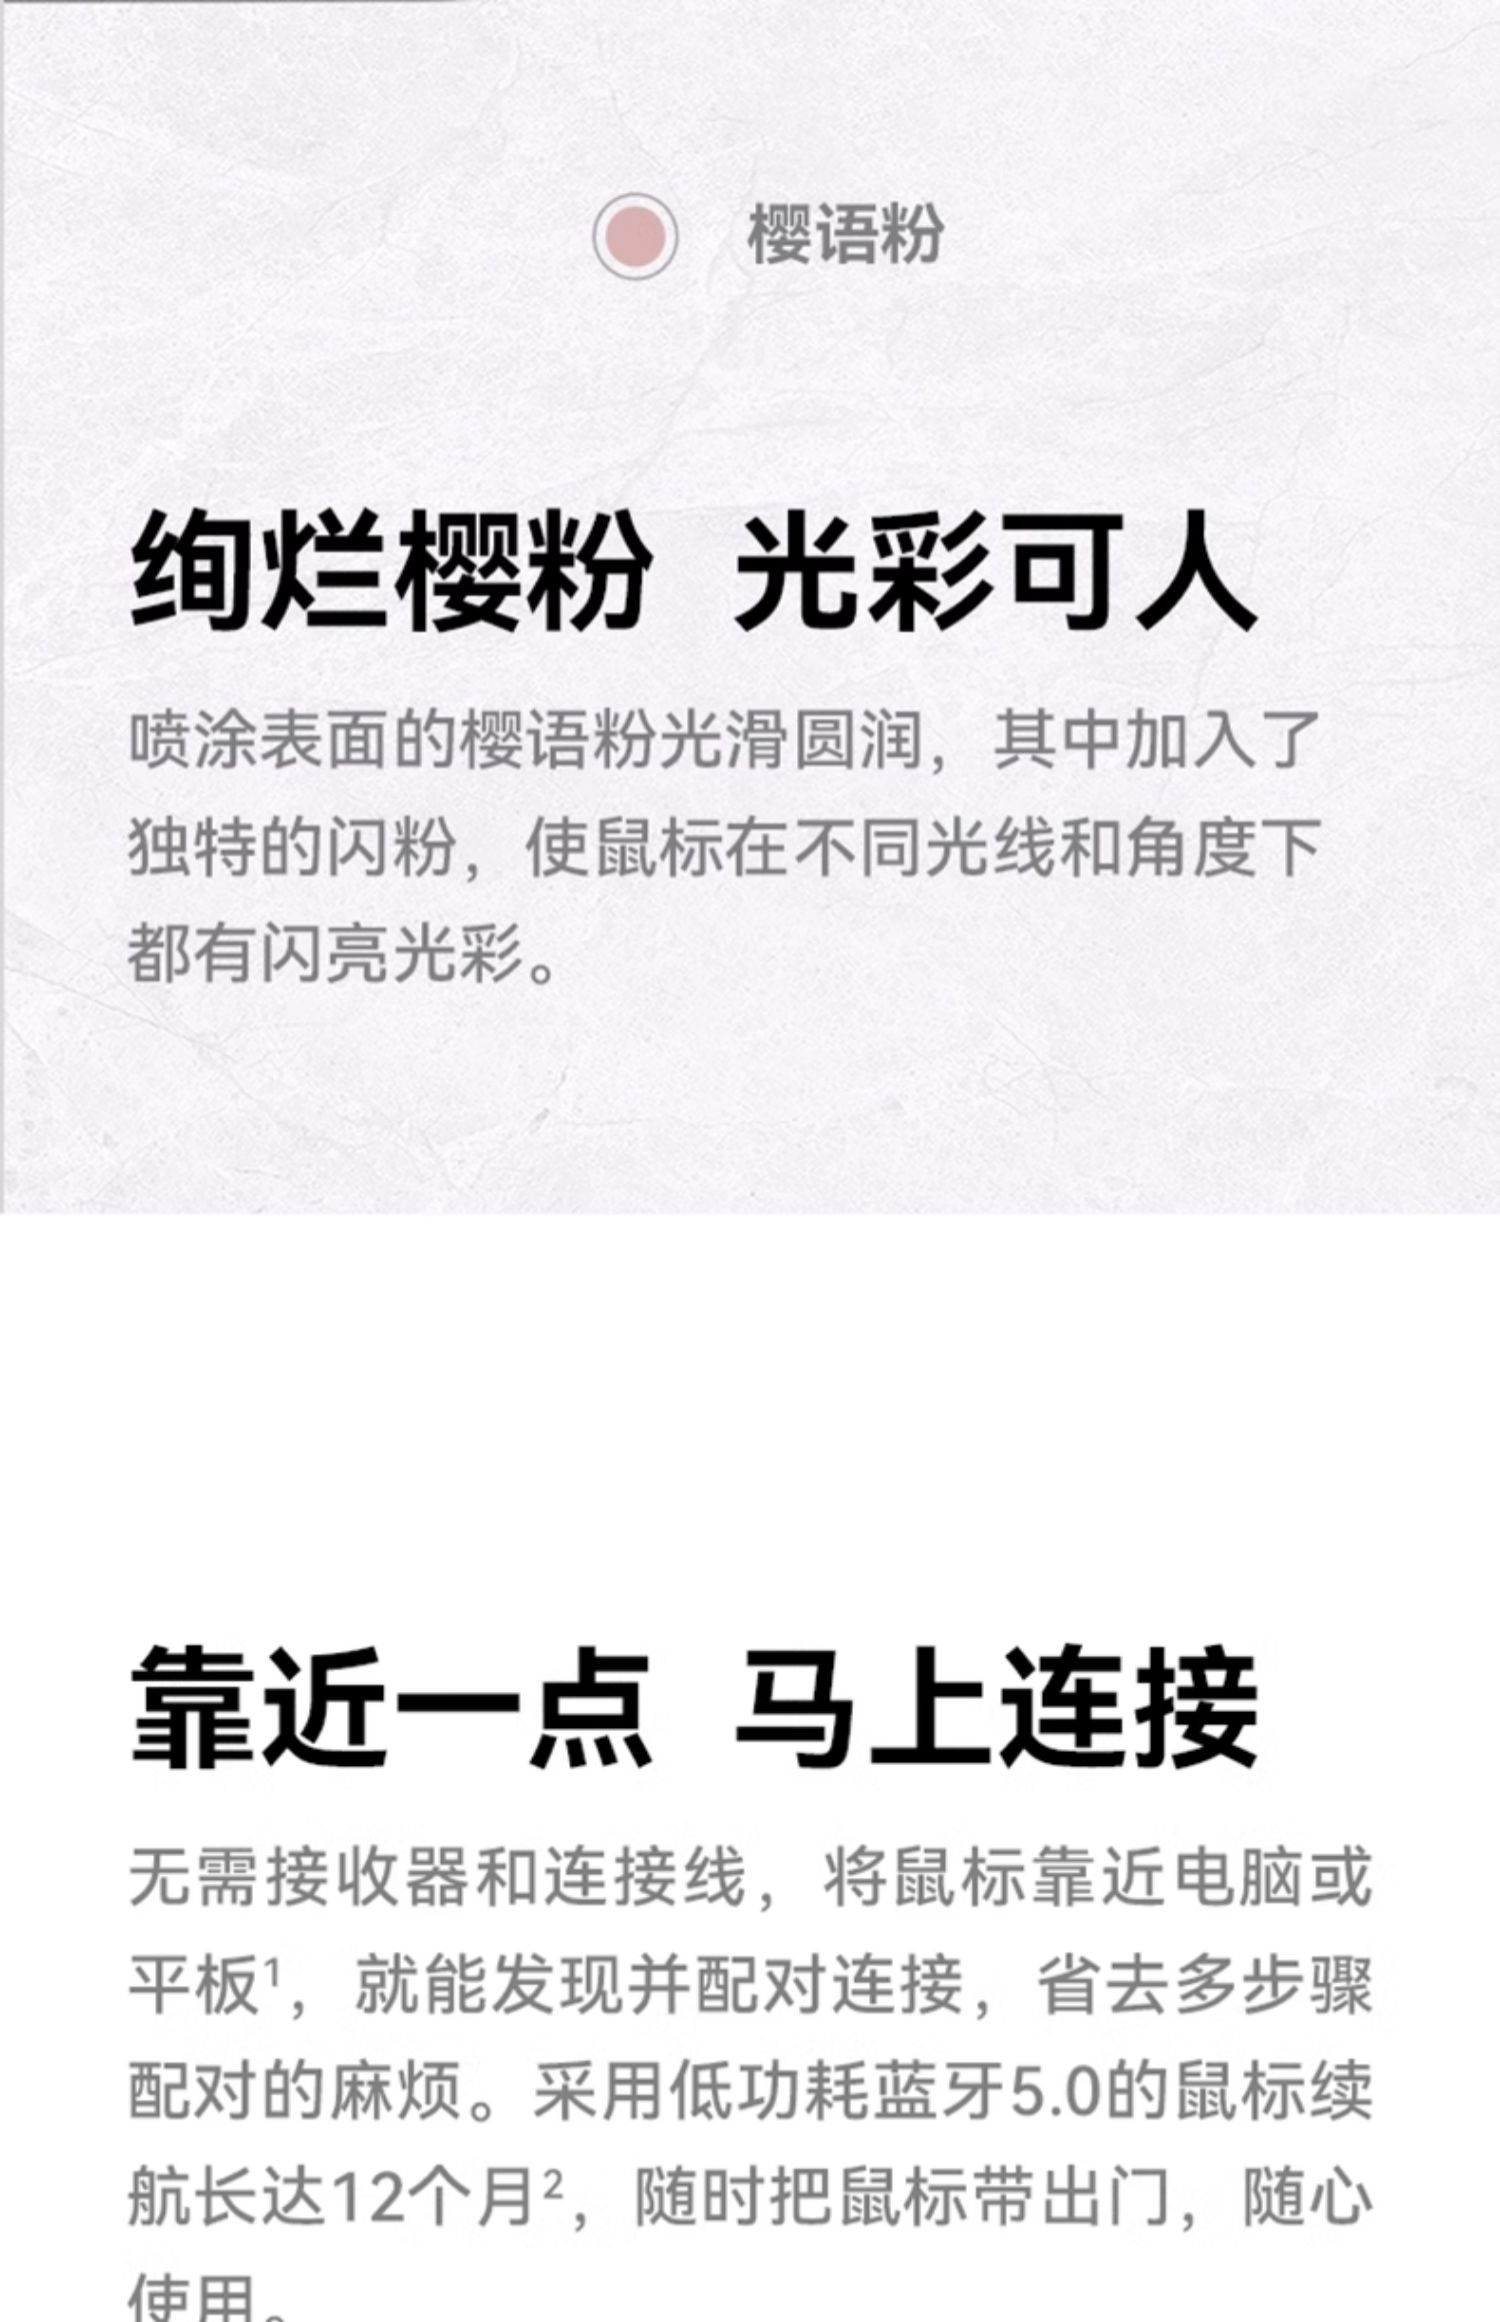 樱语粉
绚烂樱粉 光彩可人
喷涂表面的樱语粉光滑圆润，其中加入了
独特的闪粉，使鼠标在不同光线和角度下
都有闪亮光彩。
靠近一点 马上连接
无需接收器和连接线，将鼠标靠近电脑或
平板¹，就能发现并配对连接，省去多步骤
配对的麻烦。采用低功耗蓝牙5.0的鼠标续
航长达12个月²，随时把鼠标带出门，随心
使用。